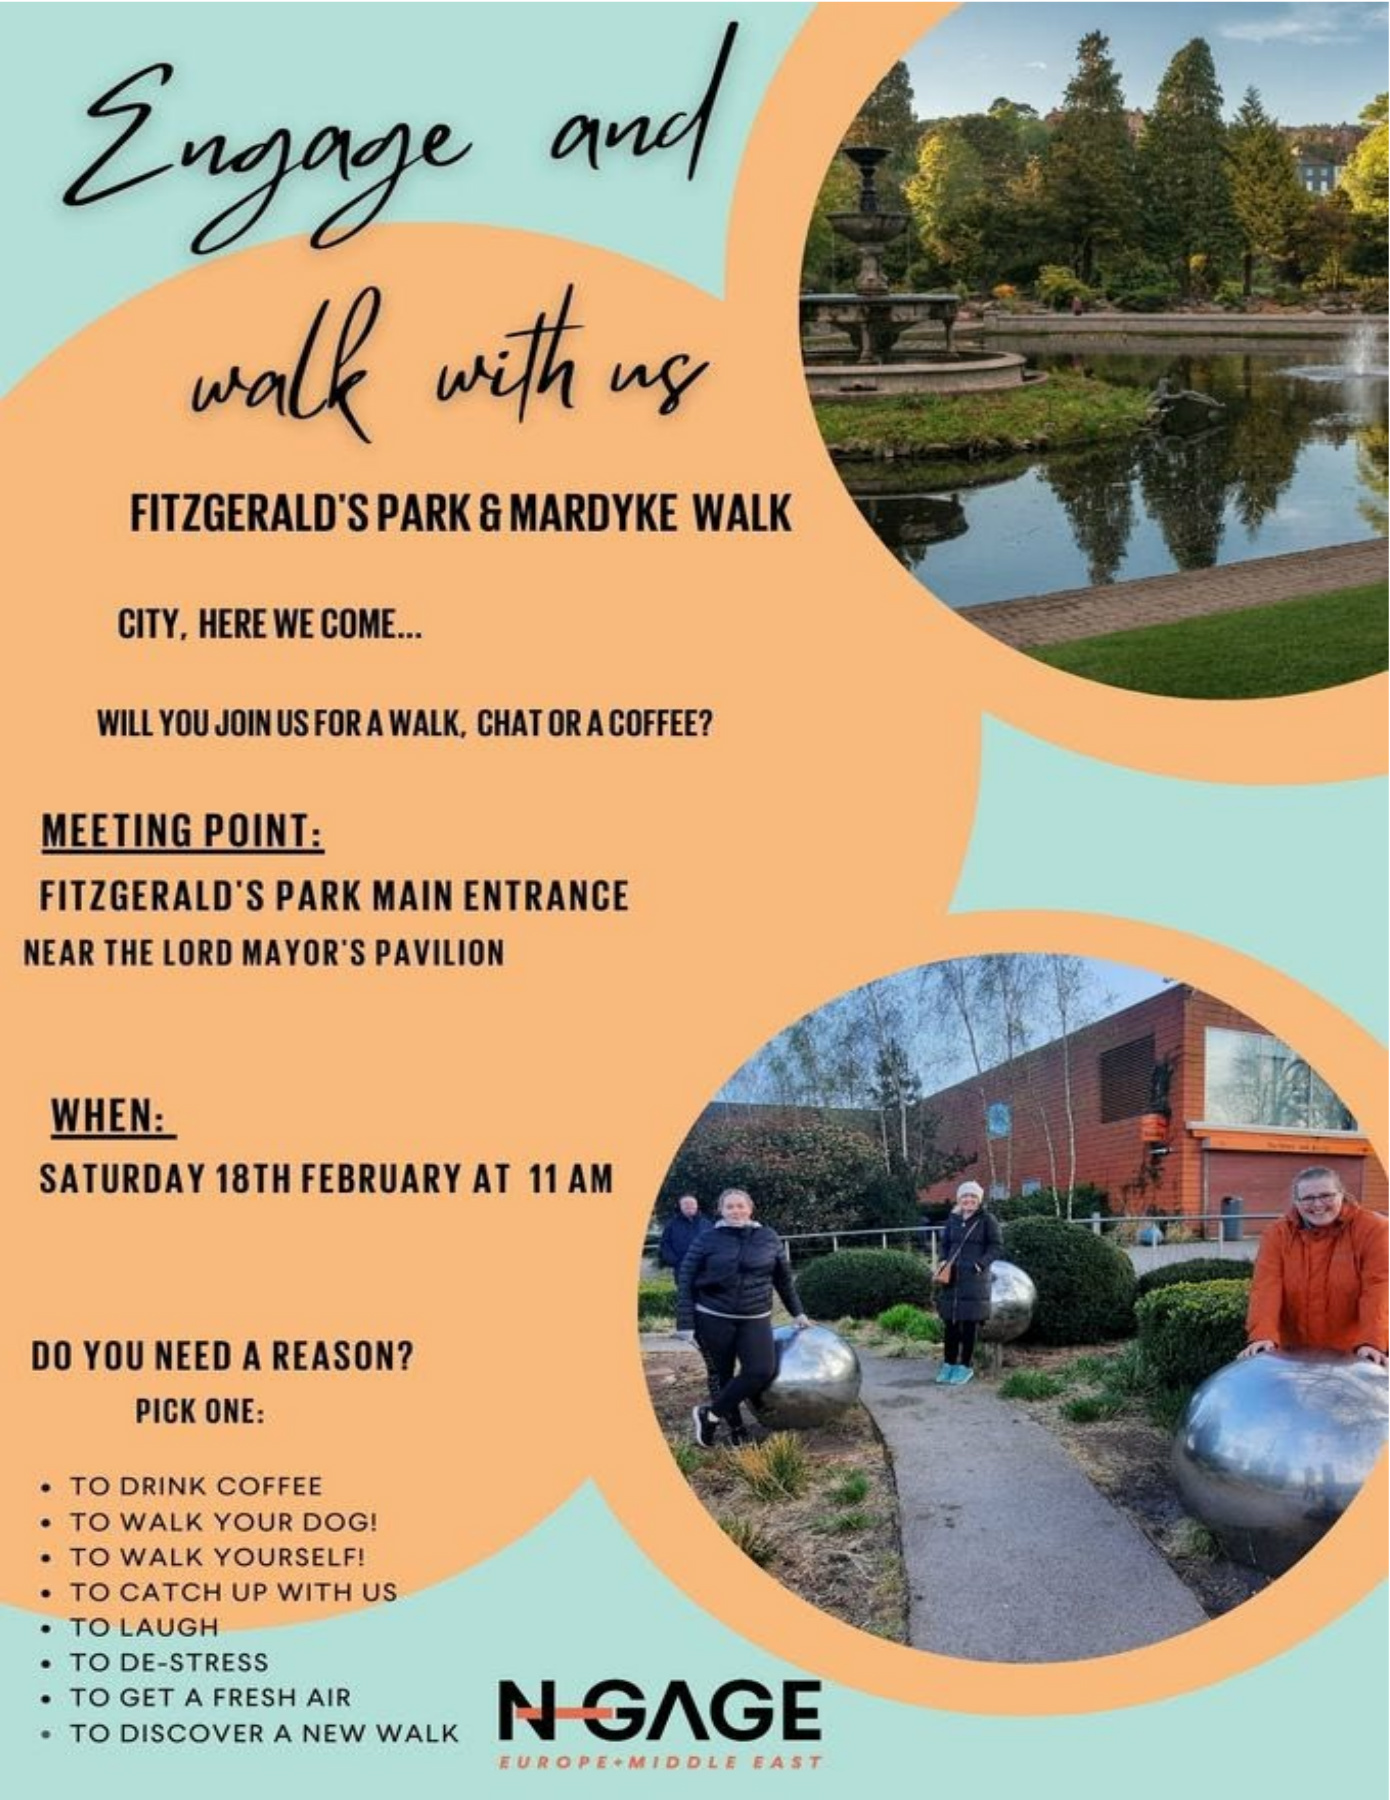 Engage and
walk with us
FITZGERALD'S PARK & MARDYKE WALK
CITY, HERE WE COME...
WILL YOU JOIN US FOR A WALK, CHAT OR A COFFEE?
MEETING POINT:
FITZGERALD'S PARK MAIN ENTRANCE
NEAR THE LORD MAYOR'S PAVILION
WHEN:
SATURDAY 18TH FEBRUARY AT 11 AM
DO YOU NEED A REASON?
PICK ONE:
• TO DRINK COFFEE
• TO WALK YOUR DOG!
• TO WALK YOURSELF!
• TO CATCH UP WITH US
• TO LAUGH
• TO DE-STRESS
• TO GET A FRESH AIR
• TO DISCOVER A NEW WALK
N-GAGE
EUROPE+MIDDLE EAST